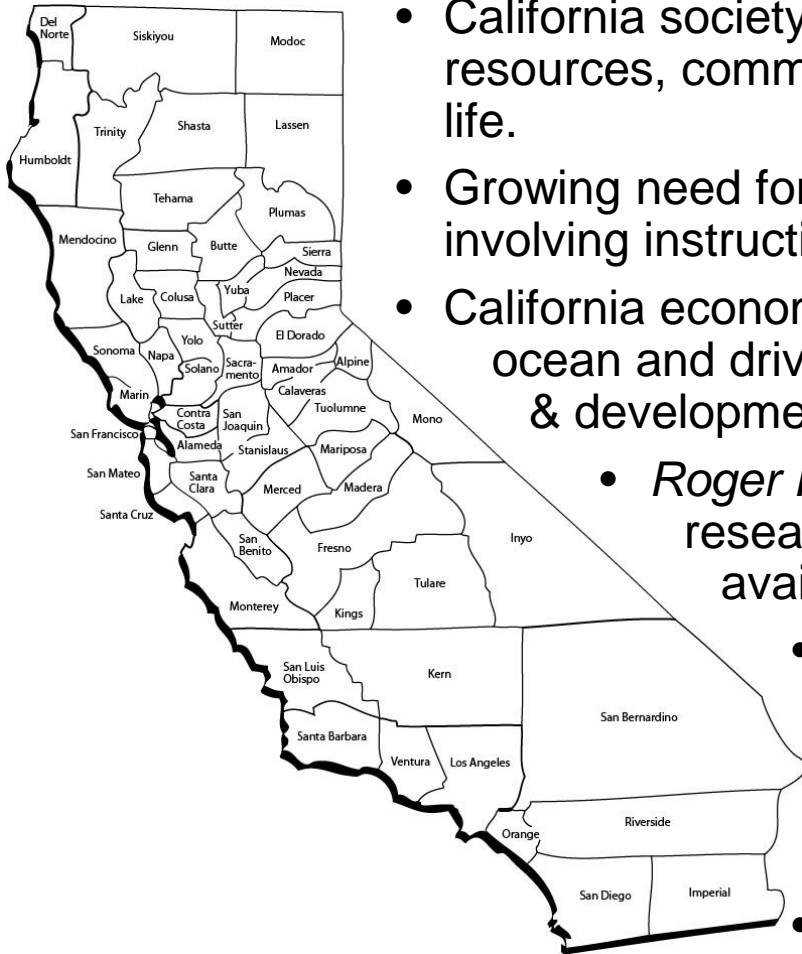 • California society
resources, comm
life.
• Growing need for
involving instructi
• California econor
ocean and driv
& developme
• Roger
resea
avai
•
•
Del
Norte
Siskiyou
Modoc
Humboldt
Trinity
Shasta
Lassen
Tehama
Plumas
Mendocino
Glenn
Butte
Sierra
Nevada
Yuba
Placer
Lake
Colusa
Sutter
El Dorado
Yolo
Sonoma
Napa
Solano
Sacra-
mento
Amador
Alpine
Calaveras
Marin
Tuolumne
Contra
Costa
San
Joaquin
Mono
San Francisco
Alameda
Stanislaus
Mariposa
San Mateo
Santa
Clara
Merced
Madera
Santa Cruz
San
Benito
Fresno
Inyo
Monterey
Kings
Tulare
San Luis
Obispo
Kern
San Bernardino
Santa Barbara
Ventura
Los Angeles
Orange
Riverside
San Diego
Imperial